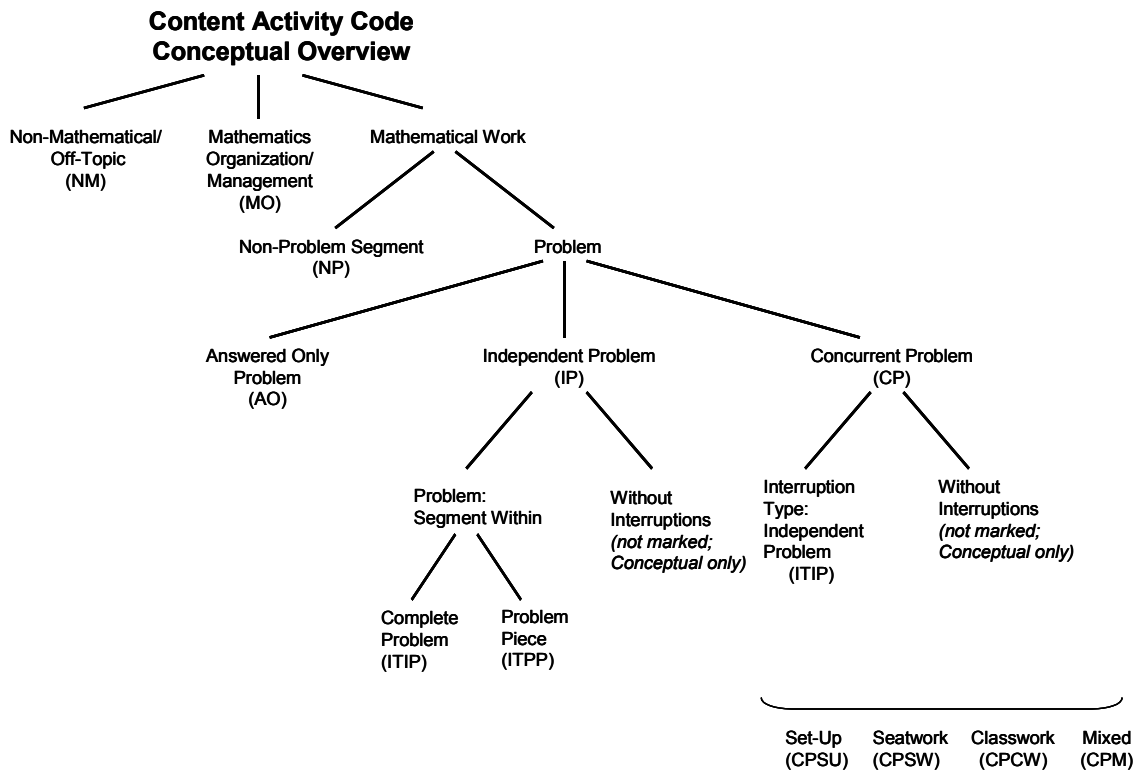 Content Activity Code
Conceptual Overview
Non-Mathematical/
Off-Topic
(NM)
Mathematics
Organization/
Management
(MO)
Mathematical Work
Non-Problem Segment
(NP)
Problem
Answered Only
Problem
(AO)
Independent Problem
(IP)
Concurrent Problem
(CP)
Problem:
Segment Within
Without
Interruptions
(not marked;
Conceptual only)
Interruption
Type:
Independent
Problem
(ITIP)
Without
Interruptions
(not marked;
Conceptual only)
Complete
Problem
(ITIP)
Problem
Piece
(ITPP)
Set-Up
(CPSU)
Seatwork
(CPSW)
Classwork
(CPCW)
Mixed
(CPM)